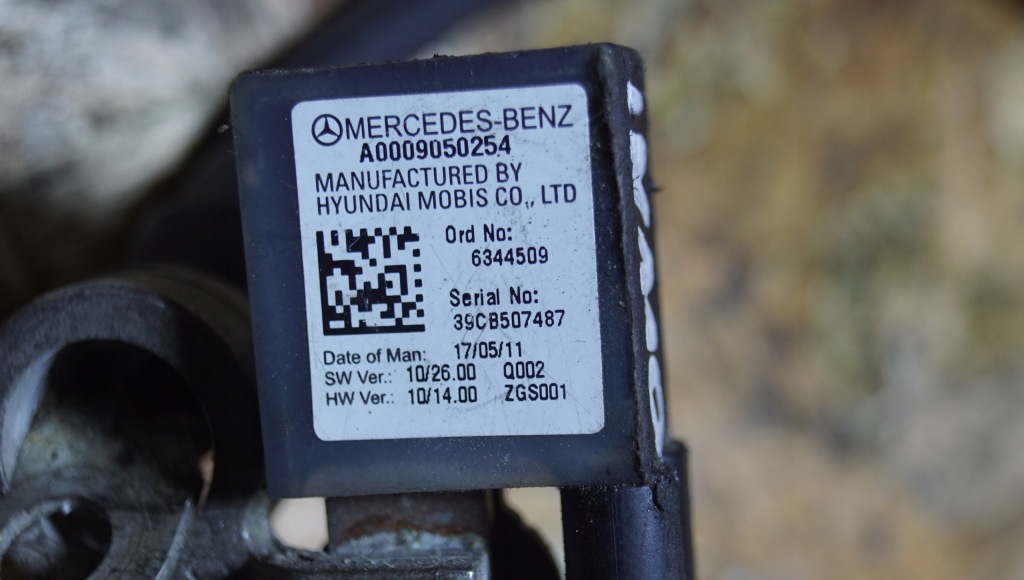 MERCEDES-BENZ
A0009050254
MANUFACTURED BY
HYUNDAI MOBIS CO., LTD
Ord No:
6344509
Serial No:
39CB507487
Date of Man: 17/05/11
SW Ver.: 10/26.00 Q002
HW Ver.: 10/14.00 ZGS001